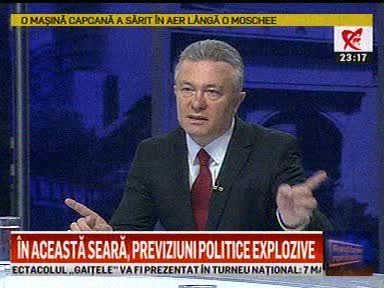 O MAȘINĂ CAPCANĂ A SĂRIT ÎN AER LÂNGĂ O MOSCHEE
23:17
ÎN ACEASTĂ SEARĂ, PREVIZIUNI POLITICE EXPLOZIVE
ECTACOLUL „GAIȚELE” VA FI PREZENTAT ÎN TURNEU NAȚIONAL: 7 MA